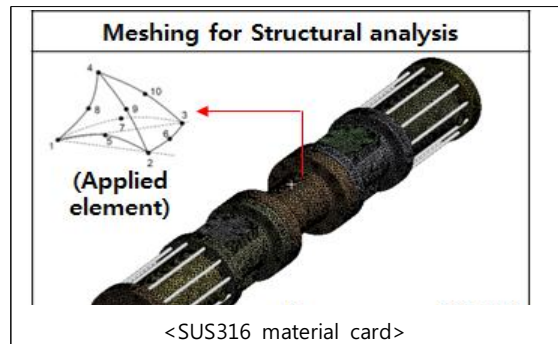 Meshing for Structural analysis
4
10
8
9
3
7
6
1
5
2
(Applied
element)
<SUS316 material card>